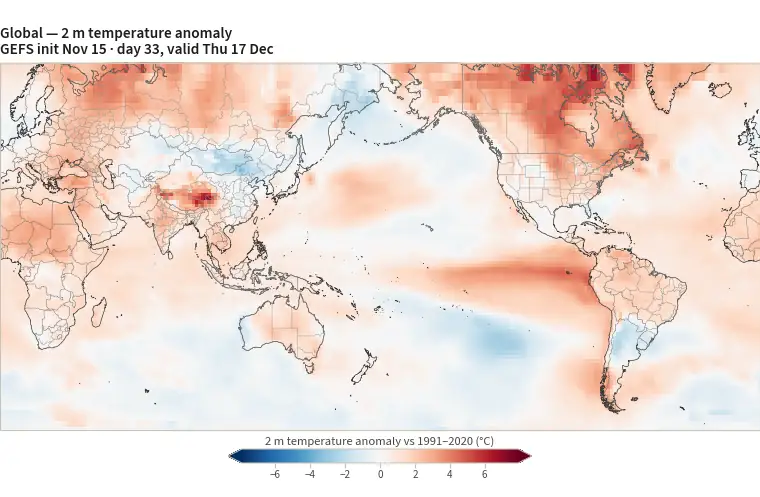 Global — 2 m temperature anomaly
GEFS init Nov 15 · day 33, valid Thu 17 Dec
2 m temperature anomaly vs 1991–2020 (°C)
−6 −4 −2 0 2 4 6